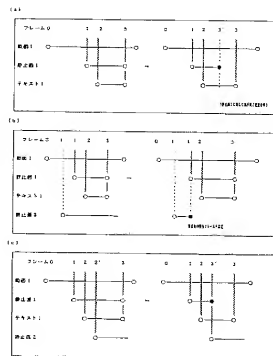 (a)
フレーム0 1 2 3 0 1 2 3' 3
動画1
静止画1
テキスト1
(b)
フレーム0 1 1 2 3 0 1 1 2 3
動画1
静止画1
テキスト1
静止画2
(c)
フレーム0 1 2 2' 3 0 1 2 2' 3
動画1
静止画1
テキスト1
静止画2